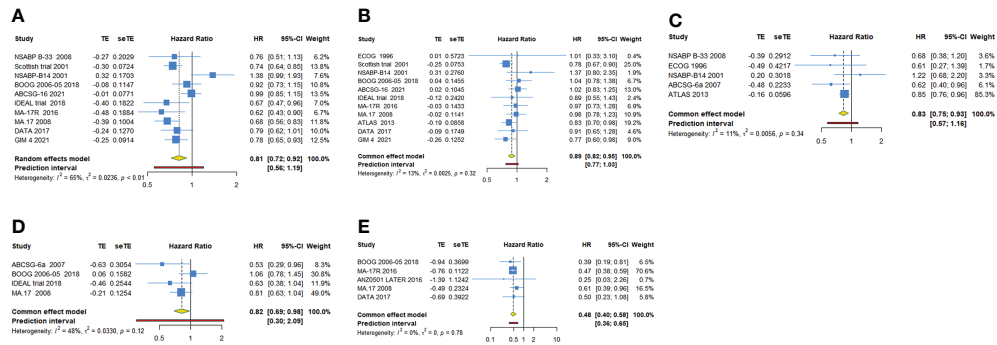 A
Study TE seTE Hazard Ratio HR 95%-CI Weight
NSABP B-33 2008 -0.27 0.2029 0.76 [0.51; 1.13] 6.2%
Scottish trial 2001 -0.30 0.0724 0.74 [0.64; 0.85] 14.2%
NSABP-B14 2001 0.32 0.1703 1.38 [0.99; 1.93] 7.6%
BOOG 2006-05 2018 -0.08 0.1147 0.92 [0.73; 1.15] 10.8%
ABCSG-16 2021 -0.01 0.0771 0.99 [0.85; 1.15] 13.5%
IDEAL trial 2018 -0.40 0.1822 0.67 [0.47; 0.96] 7.0%
MA-17R 2016 -0.48 0.1884 0.62 [0.43; 0.90] 6.7%
MA.17 2008 -0.39 0.1004 0.68 [0.56; 0.83] 11.8%
DATA 2017 -0.24 0.1270 0.79 [0.62; 1.01] 10.0%
GIM 4 2021 -0.25 0.0914 0.78 [0.65; 0.93] 12.5%
Random effects model 0.81 [0.72; 0.92] 100.0%
Prediction interval [0.56; 1.19]
Heterogeneity: I² = 65%, τ² = 0.0236, p < 0.01
0.5 1 2
B
Study TE seTE Hazard Ratio HR 95%-CI Weight
ECOG 1996 0.01 0.5723 1.01 [0.33; 3.10] 0.4%
Scottish trial 2001 -0.25 0.0753 0.78 [0.67; 0.90] 24.9%
NSABP-B14 2001 0.31 0.2760 1.37 [0.80; 2.35] 1.9%
BOOG 2006-05 2018 0.04 0.1455 1.04 [0.78; 1.38] 6.7%
ABCSG-16 2021 0.02 0.1045 1.02 [0.83; 1.25] 13.0%
IDEAL trial 2018 -0.12 0.2420 0.89 [0.55; 1.43] 2.4%
MA-17R 2016 -0.03 0.1433 0.97 [0.73; 1.28] 6.9%
MA.17 2008 -0.02 0.1141 0.98 [0.78; 1.23] 10.9%
ATLAS 2013 -0.19 0.0858 0.83 [0.70; 0.98] 19.2%
DATA 2017 -0.09 0.1749 0.91 [0.65; 1.28] 4.6%
GIM 4 2021 -0.26 0.1252 0.77 [0.60; 0.98] 9.0%
Common effect model 0.89 [0.82; 0.95] 100.0%
Prediction interval [0.77; 1.03]
Heterogeneity: I² = 13%, τ² = 0.0025, p = 0.32
0.5 1 2
C
Study TE seTE Hazard Ratio HR 95%-CI Weight
NSABP B-33 2008 -0.39 0.2912 0.68 [0.38; 1.20] 3.6%
ECOG 1996 -0.49 0.4217 0.61 [0.27; 1.39] 1.7%
NSABP-B14 2001 0.20 0.3018 1.22 [0.68; 2.20] 3.3%
ABCSG-6a 2007 -0.48 0.2233 0.62 [0.40; 0.96] 6.1%
ATLAS 2013 -0.16 0.0596 0.85 [0.76; 0.96] 85.3%
Common effect model 0.83 [0.75; 0.93] 100.0%
Prediction interval [0.57; 1.16]
Heterogeneity: I² = 11%, τ² = 0.0056, p = 0.34
0.5 1 2
D
Study TE seTE Hazard Ratio HR 95%-CI Weight
ABCSG-6a 2007 -0.63 0.3054 0.53 [0.29; 0.96] 8.3%
BOOG 2006-05 2018 0.06 0.1582 1.06 [0.78; 1.45] 30.8%
IDEAL trial 2018 -0.46 0.2544 0.63 [0.38; 1.04] 11.9%
MA.17 2008 -0.21 0.1254 0.81 [0.63; 1.04] 49.0%
Common effect model 0.82 [0.69; 0.98] 100.0%
Prediction interval [0.30; 2.09]
Heterogeneity: I² = 48%, τ² = 0.0330, p = 0.12
0.5 1 2
E
Study TE seTE Hazard Ratio HR 95%-CI Weight
BOOG 2006-05 2018 -0.94 0.3699 0.39 [0.19; 0.81] 6.5%
MA-17R 2016 -0.76 0.1122 0.47 [0.38; 0.59] 70.6%
ANZ0501 LATER 2016 -1.39 1.1242 0.25 [0.03; 2.26] 0.7%
MA.17 2008 -0.49 0.2324 0.61 [0.39; 0.96] 16.5%
DATA 2017 -0.69 0.3922 0.50 [0.23; 1.08] 5.8%
Common effect model 0.48 [0.40; 0.58] 100.0%
Prediction interval [0.36; 0.65]
Heterogeneity: I² = 0%, τ² = 0, p = 0.78
0.1 0.5 1 2 10